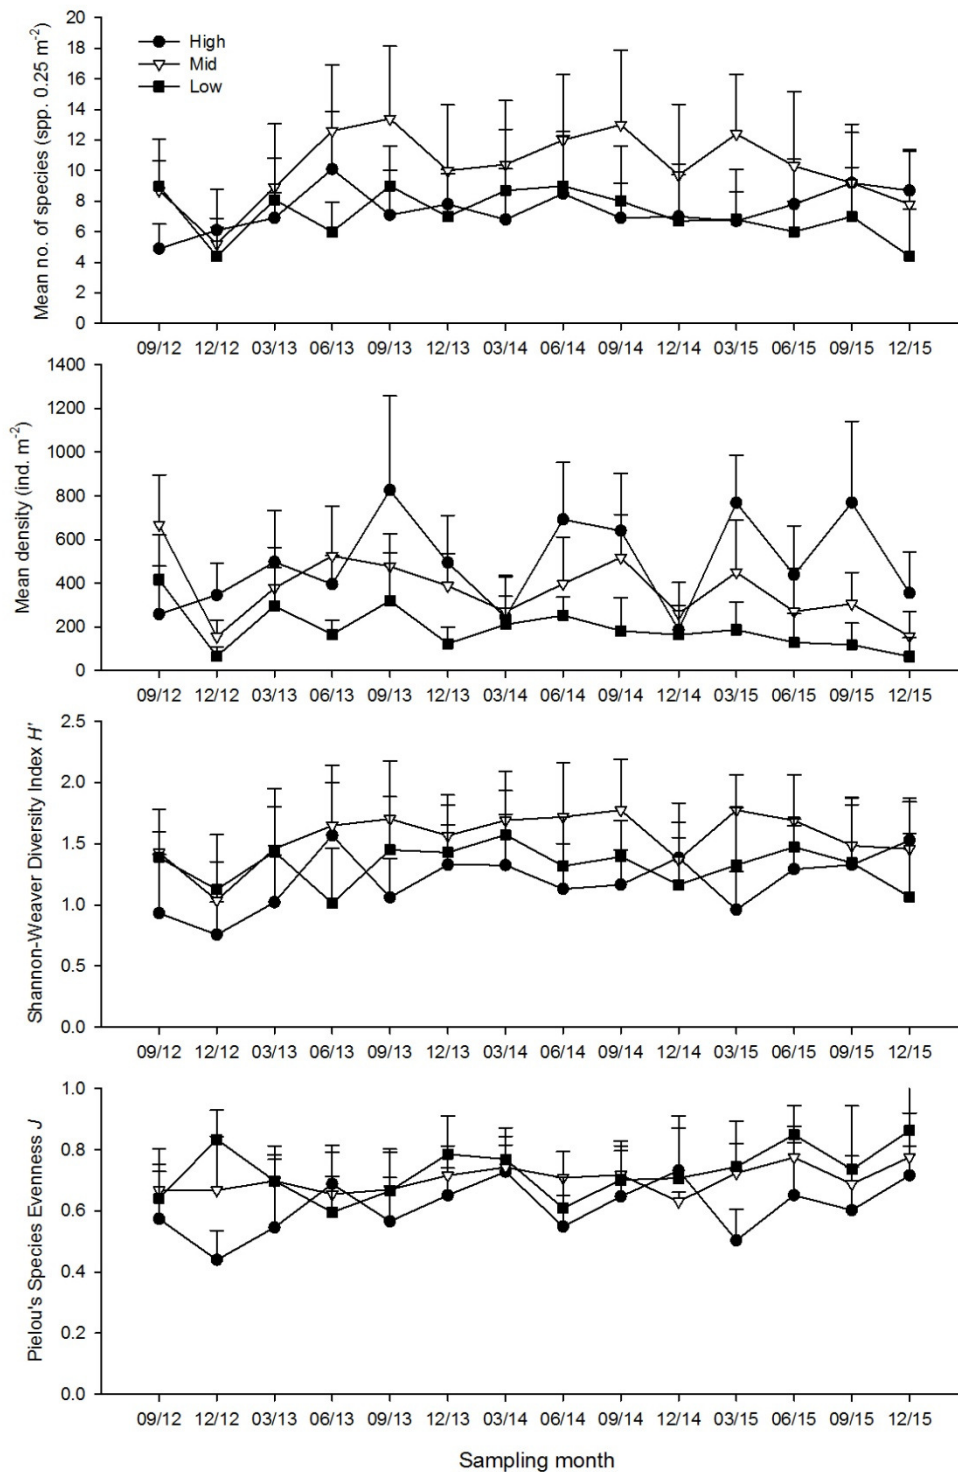 Mean no. of species (spp. 0.25 m⁻²)
20
18
16
14
12
10
8
6
4
2
0
High
Mid
Low
09/12 12/12 03/13 06/13 09/13 12/13 03/14 06/14 09/14 12/14 03/15 06/15 09/15 12/15
Mean density (ind. m⁻²)
1400
1200
1000
800
600
400
200
0
09/12 12/12 03/13 06/13 09/13 12/13 03/14 06/14 09/14 12/14 03/15 06/15 09/15 12/15
Shannon-Weaver Diversity Index H'
2.5
2.0
1.5
1.0
0.5
0.0
09/12 12/12 03/13 06/13 09/13 12/13 03/14 06/14 09/14 12/14 03/15 06/15 09/15 12/15
Pielou's Species Evenness J
1.0
0.8
0.6
0.4
0.2
0.0
09/12 12/12 03/13 06/13 09/13 12/13 03/14 06/14 09/14 12/14 03/15 06/15 09/15 12/15
Sampling month